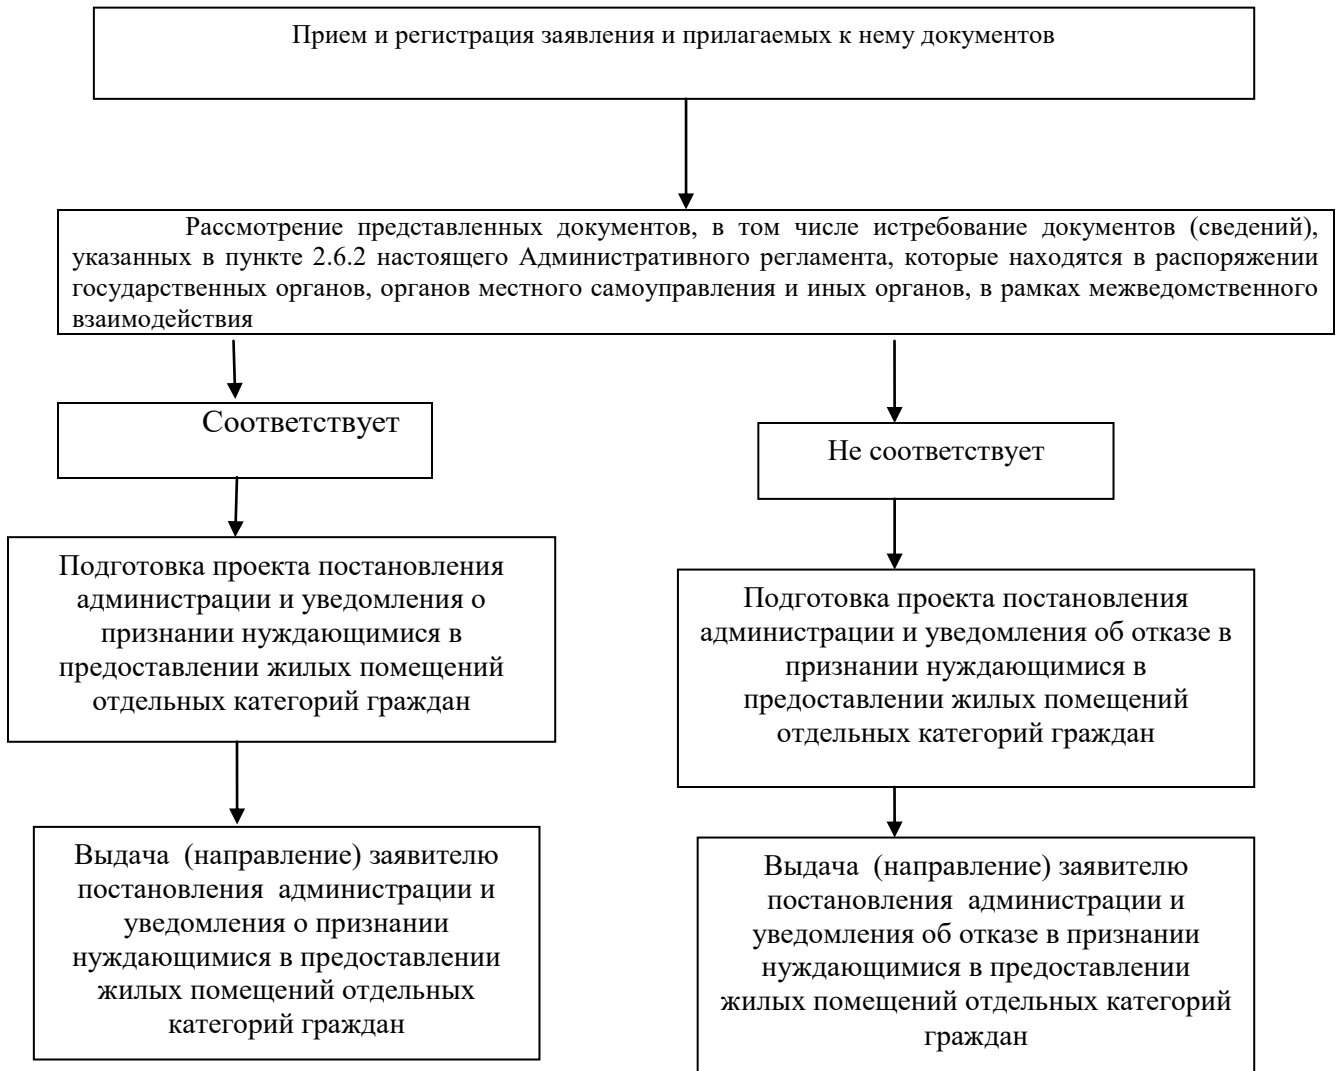 Прием и регистрация заявления и прилагаемых к нему документов
Рассмотрение представленных документов, в том числе истребование документов (сведений),
указанных в пункте 2.6.2 настоящего Административного регламента, которые находятся в распоряжении
государственных органов, органов местного самоуправления и иных органов, в рамках межведомственного
взаимодействия
Соответствует
Не соответствует
Подготовка проекта постановления
администрации и уведомления о
признании нуждающимися в
предоставлении жилых помещений
отдельных категорий граждан
Подготовка проекта постановления
администрации и уведомления об отказе в
признании нуждающимися в
предоставлении жилых помещений
отдельных категорий граждан
Выдача (направление) заявителю
постановления администрации и
уведомления о признании
нуждающимися в предоставлении
жилых помещений отдельных
категорий граждан
Выдача (направление) заявителю
постановления администрации и
уведомления об отказе в признании
нуждающимися в предоставлении
жилых помещений отдельных категорий
граждан